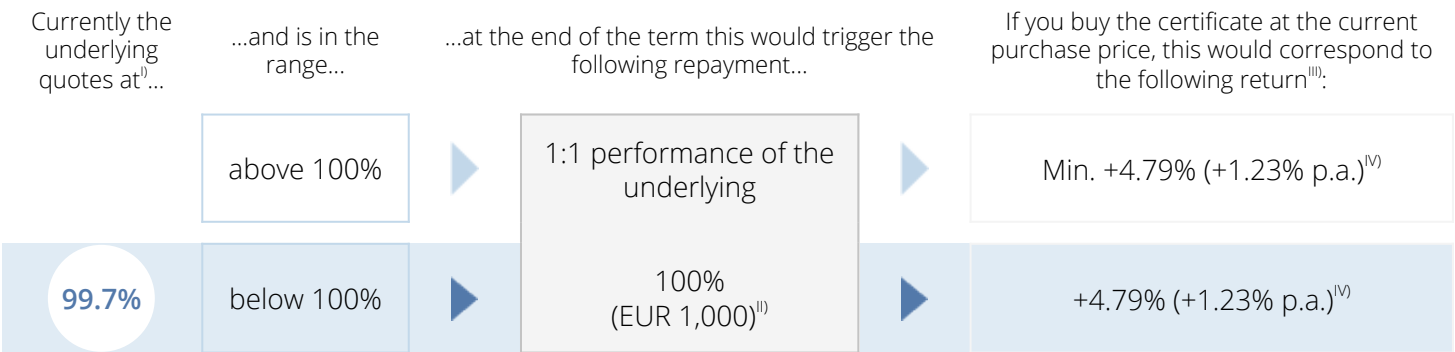 Currently the
underlying
quotes at I)...
...and is in the
range...
...at the end of the term this would trigger the
following repayment...
If you buy the certificate at the current
purchase price, this would correspond to
the following return III):
above 100%
1:1 performance of the
underlying
Min. +4.79% (+1.23% p.a.) IV)
99.7%
below 100%
100%
(EUR 1,000) II)
+4.79% (+1.23% p.a.) IV)